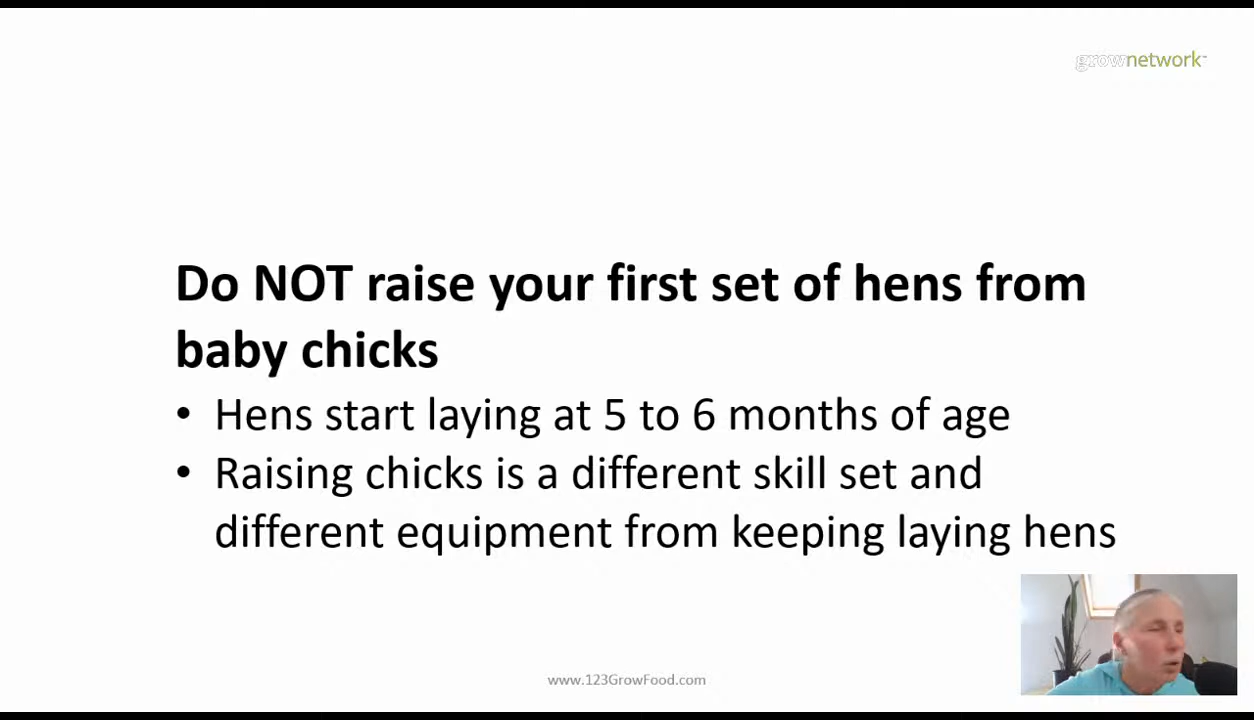 grownetwork
Do NOT raise your first set of hens from
baby chicks
• Hens start laying at 5 to 6 months of age
• Raising chicks is a different skill set and
different equipment from keeping laying hens
www.123GrowFood.com